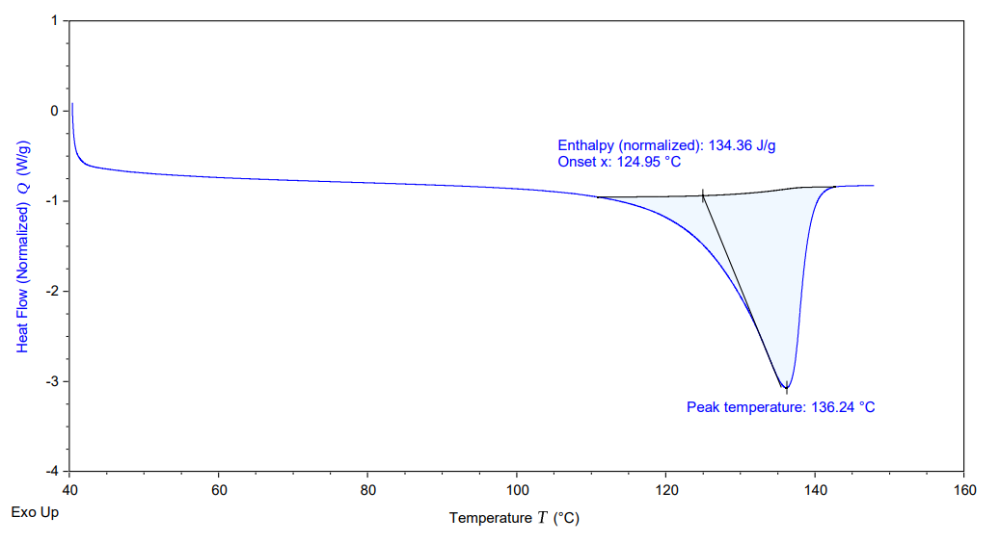 1
0
-1
-2
-3
-4
Heat Flow (Normalized) Q (W/g)
Enthalpy (normalized): 134.36 J/g
Onset x: 124.95 °C
Peak temperature: 136.24 °C
40 60 80 100 120 140 160
Exo Up
Temperature T (°C)